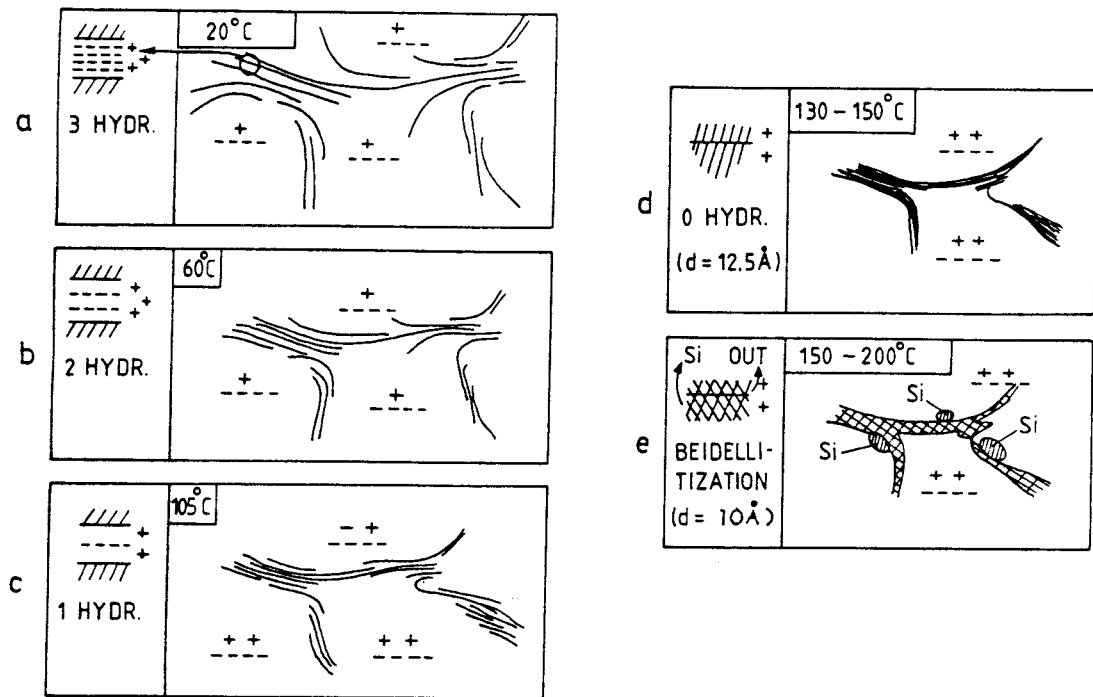 a
3 HYDR.
20°C
b
2 HYDR.
60°C
c
1 HYDR.
105°C
d
0 HYDR.
(d = 12.5Å)
130 – 150°C
e
Si OUT
BEIDELLI-
TIZATION
(d = 10Å)
150 – 200°C
Si
Si
Si